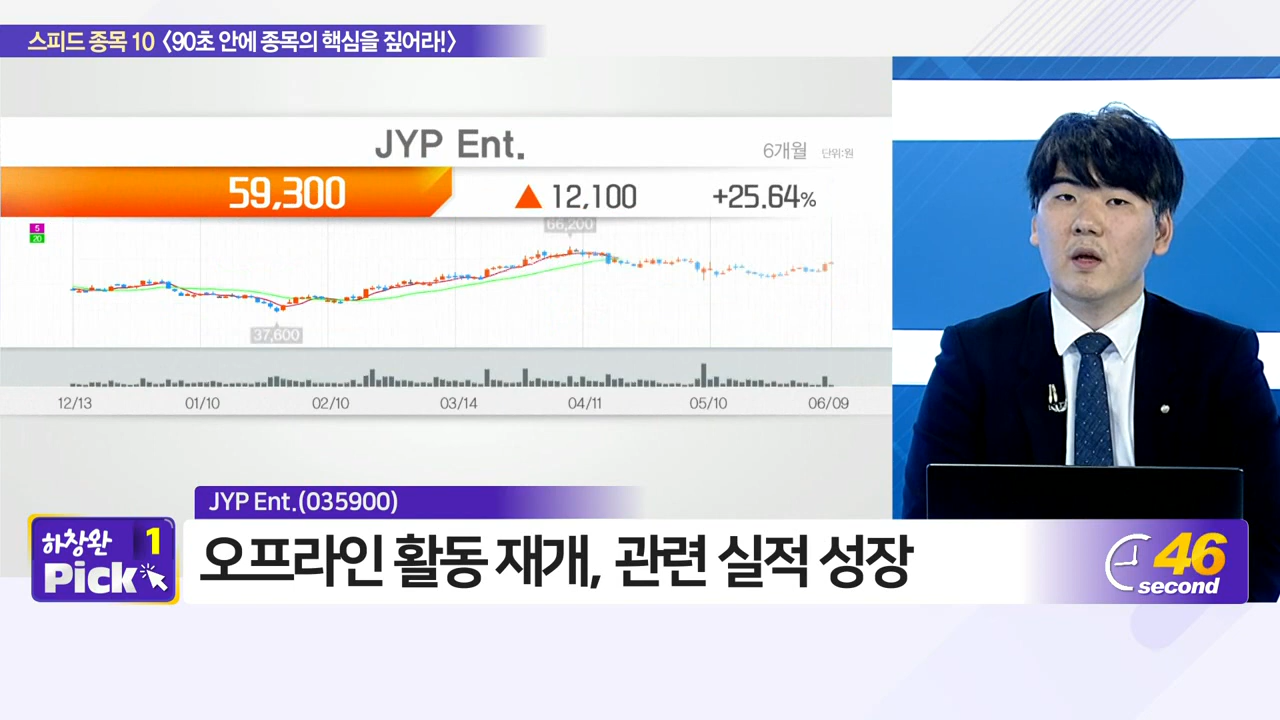 스피드 종목 10 〈90초 안에 종목의 핵심을 짚어라!〉
JYP Ent.
6개월 단위:원
59,300 ▲ 12,100 +25.64%
5
20
66,200
37,600
12/13 01/10 02/10 03/14 04/11 05/10 06/09
JYP Ent.(035900)
하창완 1
Pick
오프라인 활동 재개, 관련 실적 성장
46
second